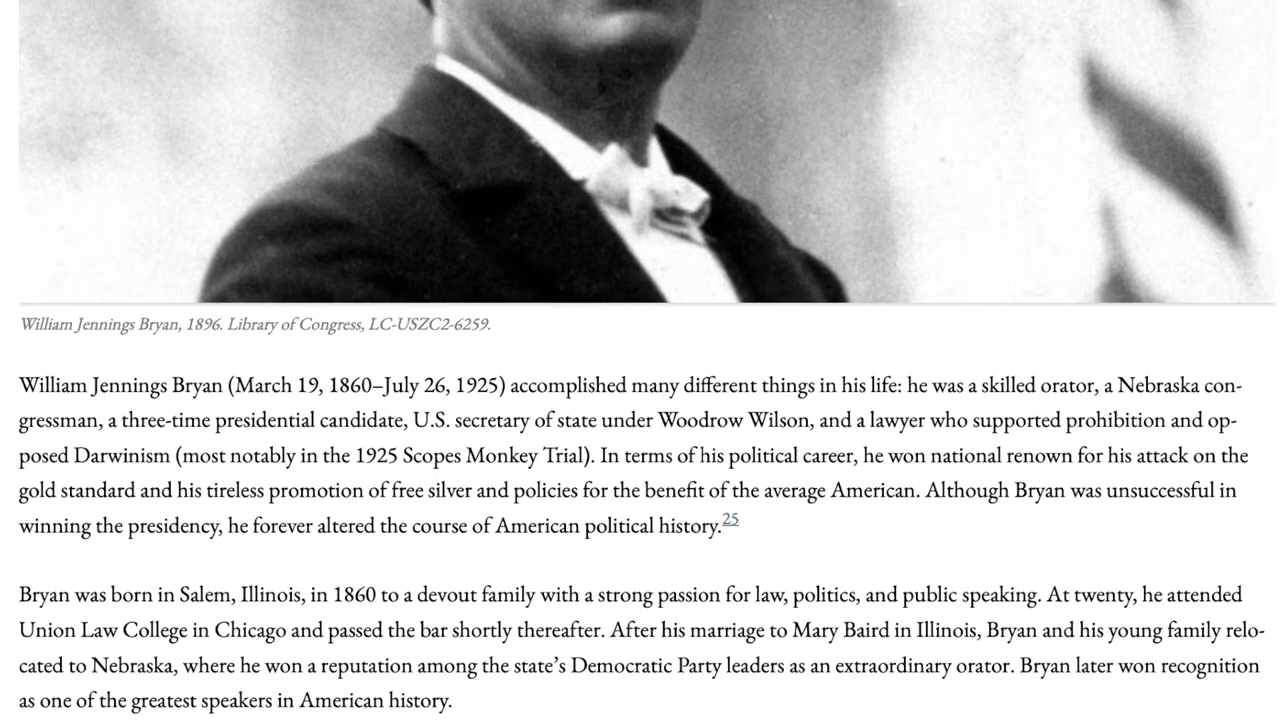 William Jennings Bryan, 1896. Library of Congress, LC-USZC2-6259.
William Jennings Bryan (March 19, 1860–July 26, 1925) accomplished many different things in his life: he was a skilled orator, a Nebraska con-
gressman, a three-time presidential candidate, U.S. secretary of state under Woodrow Wilson, and a lawyer who supported prohibition and op-
posed Darwinism (most notably in the 1925 Scopes Monkey Trial). In terms of his political career, he won national renown for his attack on the
gold standard and his tireless promotion of free silver and policies for the benefit of the average American. Although Bryan was unsuccessful in
winning the presidency, he forever altered the course of American political history.25
Bryan was born in Salem, Illinois, in 1860 to a devout family with a strong passion for law, politics, and public speaking. At twenty, he attended
Union Law College in Chicago and passed the bar shortly thereafter. After his marriage to Mary Baird in Illinois, Bryan and his young family relo-
cated to Nebraska, where he won a reputation among the state’s Democratic Party leaders as an extraordinary orator. Bryan later won recognition
as one of the greatest speakers in American history.